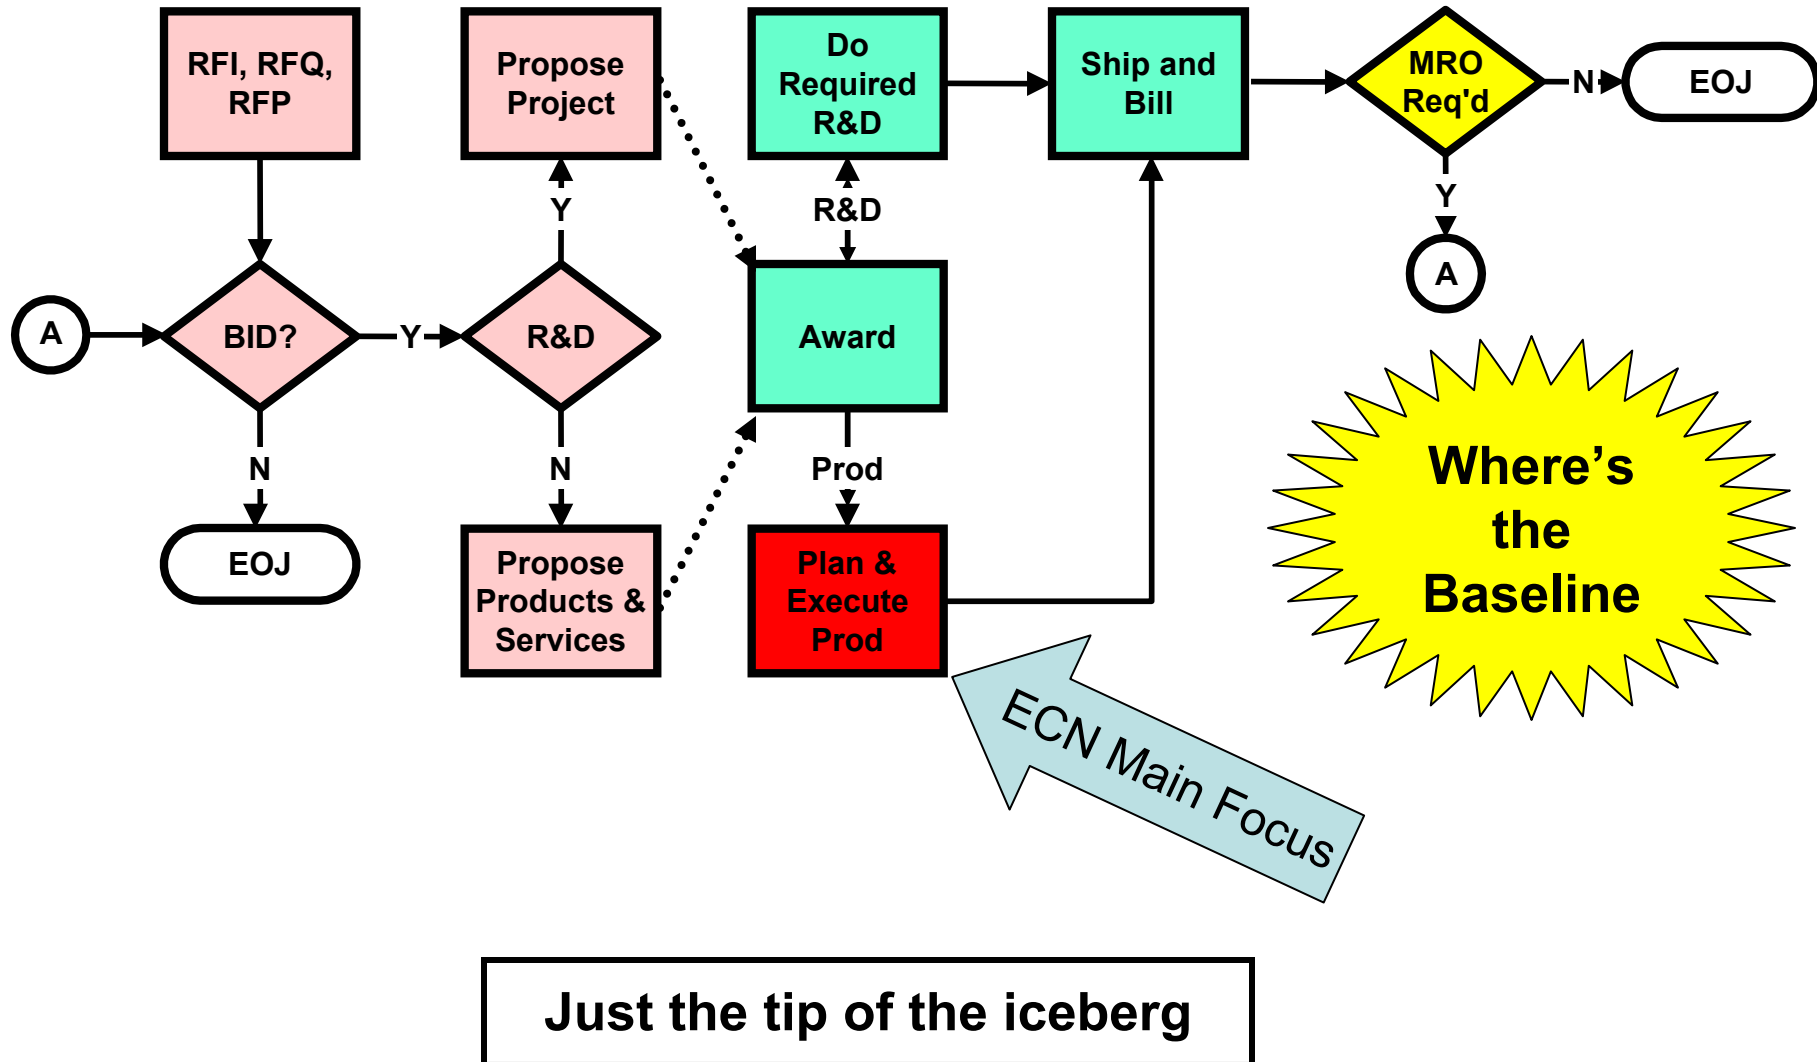 RFI, RFQ,
RFP
Propose
Project
Do
Required
R&D
Ship and
Bill
MRO
Req'd
N
EOJ
Y
R&D
Y
A
A
BID?
Y
R&D
Award
N
N
Prod
EOJ
Propose
Products &
Services
Plan &
Execute
Prod
Where’s
the
Baseline
ECN Main Focus
Just the tip of the iceberg